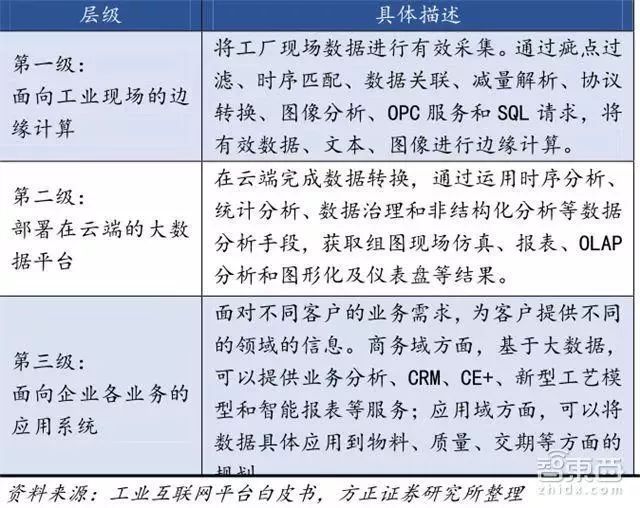 层级
具体描述
第一级：
面向工业现场的边
缘计算
将工厂现场数据进行有效采集。通过疵点过
滤、时序匹配、数据关联、减量解析、协议
转换、图像分析、OPC 服务和 SQL 请求，将
有效数据、文本、图像进行边缘计算。
第二级：
部署在云端的大数
据平台
在云端完成数据转换，通过运用时序分析、
统计分析、数据治理和非结构化分析等数据
分析手段，获取组图现场仿真、报表、OLAP
分析和图形化及仪表盘等结果。
第三级：
面向企业各业务的
应用系统
面对不同客户的业务需求，为客户提供不同
的领域的信息。商务域方面，基于大数据，
可以提供业务分析、CRM、CE+、新型工艺模
型和智能报表等服务；应用域方面，可以将
数据具体应用到物料、质量、交期等方面的
规划
资料来源：工业互联网平台白皮书，方正证券研究所整理
智東西
zhidx.com